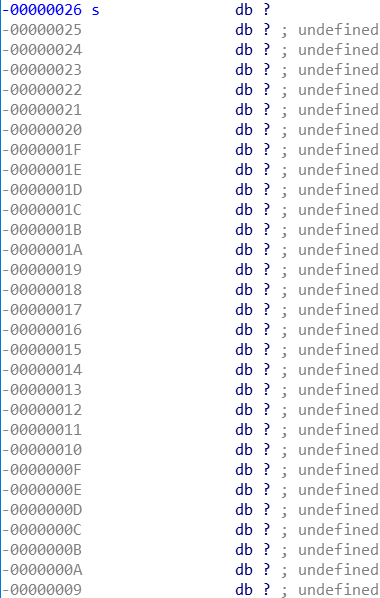 -00000026 s db ?
-00000025 db ? ; undefined
-00000024 db ? ; undefined
-00000023 db ? ; undefined
-00000022 db ? ; undefined
-00000021 db ? ; undefined
-00000020 db ? ; undefined
-0000001F db ? ; undefined
-0000001E db ? ; undefined
-0000001D db ? ; undefined
-0000001C db ? ; undefined
-0000001B db ? ; undefined
-0000001A db ? ; undefined
-00000019 db ? ; undefined
-00000018 db ? ; undefined
-00000017 db ? ; undefined
-00000016 db ? ; undefined
-00000015 db ? ; undefined
-00000014 db ? ; undefined
-00000013 db ? ; undefined
-00000012 db ? ; undefined
-00000011 db ? ; undefined
-00000010 db ? ; undefined
-0000000F db ? ; undefined
-0000000E db ? ; undefined
-0000000D db ? ; undefined
-0000000C db ? ; undefined
-0000000B db ? ; undefined
-0000000A db ? ; undefined
-00000009 db ? ; undefined